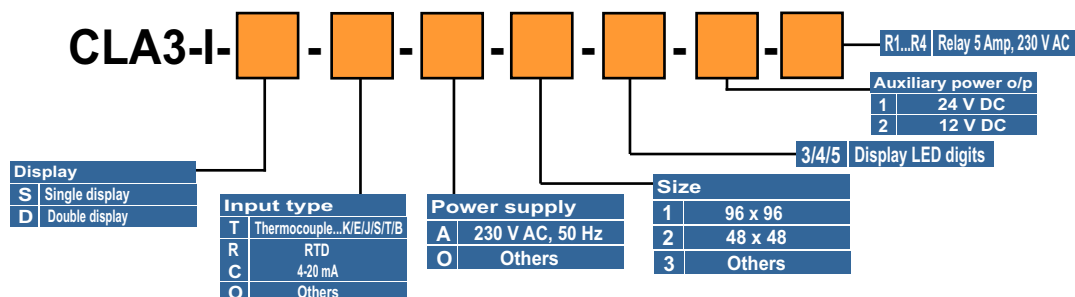 CLA3-I- - - - - - -
R1...R4 Relay 5 Amp, 230 V AC
Auxiliary power o/p
1 24 V DC
2 12 V DC
3/4/5 Display LED digits
Display
S Single display
D Double display
Input type
T Thermocouple...K/E/J/S/T/B
R RTD
C 4-20 mA
O Others
Power supply
A 230 V AC, 50 Hz
O Others
Size
1 96 x 96
2 48 x 48
3 Others